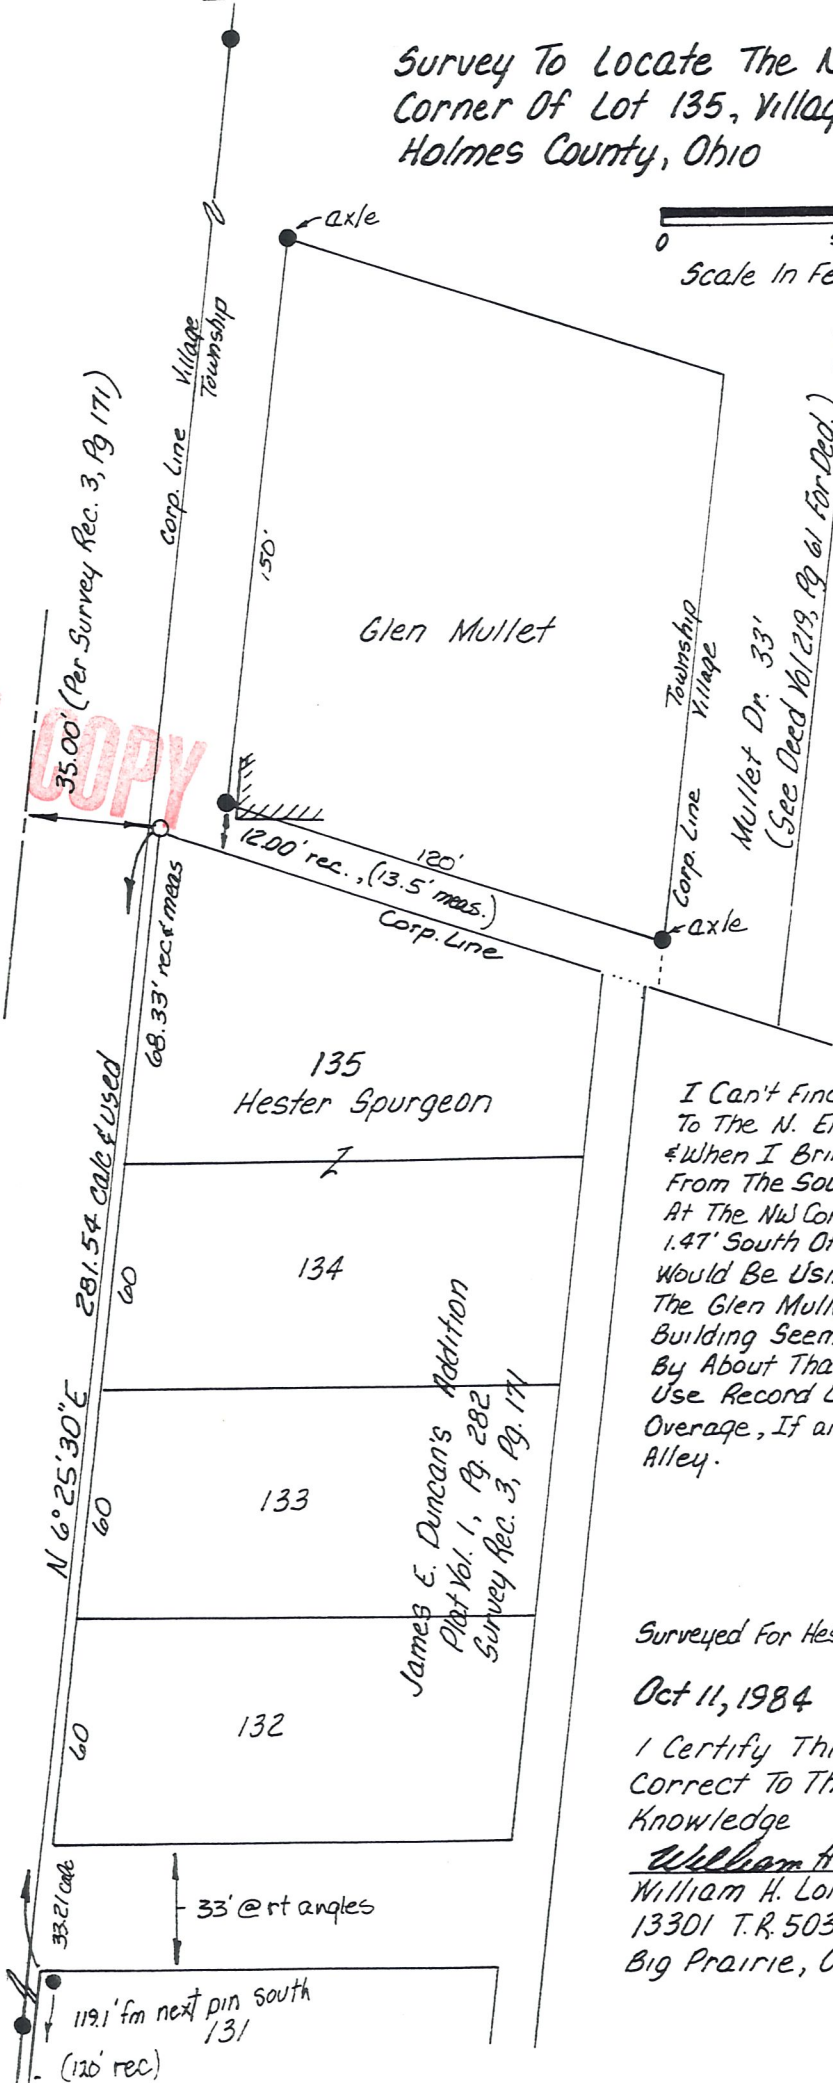 Survey To Locate The N
Corner Of Lot 135, Villag
Holmes County, Ohio
0
Scale In Fe
axle
Village
Township
Corp. Line
35.00' (Per Survey Rec. 3, Pg 171)
150'
Glen Mullet
Township
Village
Corp. Line
Mullet Dr. 33'
(See Deed Vol 219, Pg 61 For Ded.)
COPY
12.00' rec., (13.5' meas.)
120'
Corp. Line
axle
68.33' rec & meas
135
Hester Spurgeon
I Can't Find
To The N. E
& When I Bri
From The Sou
At The NW Cor
1.47' South Of
Would Be Usi
The Glen Mull
Building Seem
By About Tha
Use Record
Overage, If a
Alley.
N 6° 25' 30" E 281.54 calc & used
60
134
60
133
James E. Duncan's Addition
Plat Vol. 1, Pg. 282
Survey Rec. 3, Pg. 171
60
132
Surveyed For Hes
Oct 11, 1984
I Certify Thi
Correct To Th
Knowledge
William H
William H. Lo
13301 T.R. 503
Big Prairie, O
33.21 calc
33' @ rt angles
119.1' fm next pin south
131
(120' rec)